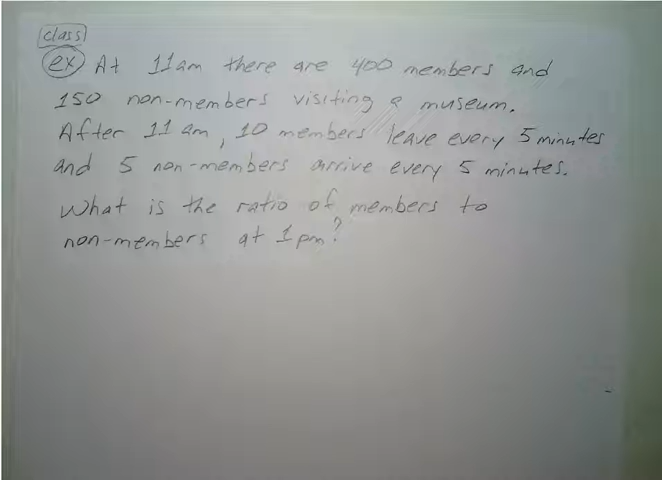 class
ex At 11am there are 400 members and
150 non-members visiting a museum.
After 11am, 10 members leave every 5 minutes
and 5 non-members arrive every 5 minutes.
What is the ratio of members to
non-members at 1pm?